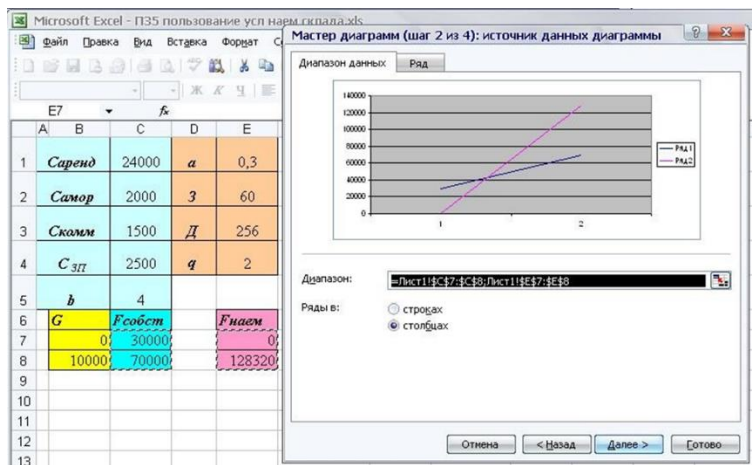 Microsoft Excel - П35 пользование усл наем склада.xls
Файл Правка Вид Вставка Формат С
Ж К Ч
E7 fx
A B C D E
1 Саренд 24000 a 0,3
2 Самор 2000 З 60
3 Скомм 1500 Д 256
4 С ЗП 2500 q 2
5 b 4
6 G Fсобст Fнаем
7 0 30000 0
8 10000 70000 128320
9
10
11
12
13
Мастер диаграмм (шаг 2 из 4): источник данных диаграммы
Диапазон данных Ряд
140000
120000
100000
80000
60000
40000
20000
0
1 2
Ряд1
Ряд2
Диапазон: =Лист1!$C$7:$C$8;Лист1!$E$7:$E$8
Ряды в: строках
столбцах
Отмена < Назад Далее > Готово